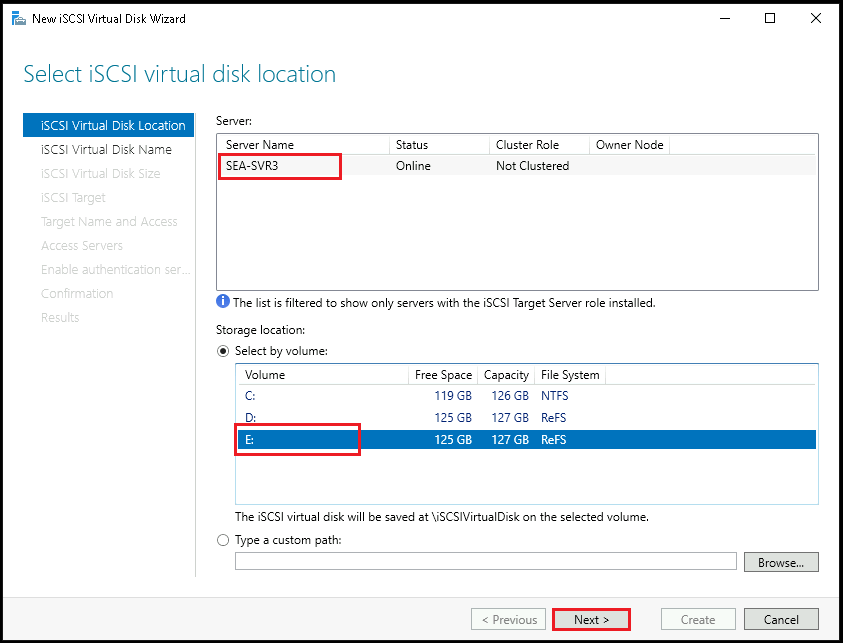 New iSCSI Virtual Disk Wizard
Select iSCSI virtual disk location
iSCSI Virtual Disk Location
iSCSI Virtual Disk Name
iSCSI Virtual Disk Size
iSCSI Target
Target Name and Access
Access Servers
Enable authentication ser...
Confirmation
Results
Server:
Server Name Status Cluster Role Owner Node
SEA-SVR3 Online Not Clustered
The list is filtered to show only servers with the iSCSI Target Server role installed.
Storage location:
Select by volume:
Volume Free Space Capacity File System
C: 119 GB 126 GB NTFS
D: 125 GB 127 GB ReFS
E: 125 GB 127 GB ReFS
The iSCSI virtual disk will be saved at \iSCSIVirtualDisk on the selected volume.
Type a custom path:
Browse...
< Previous Next > Create Cancel